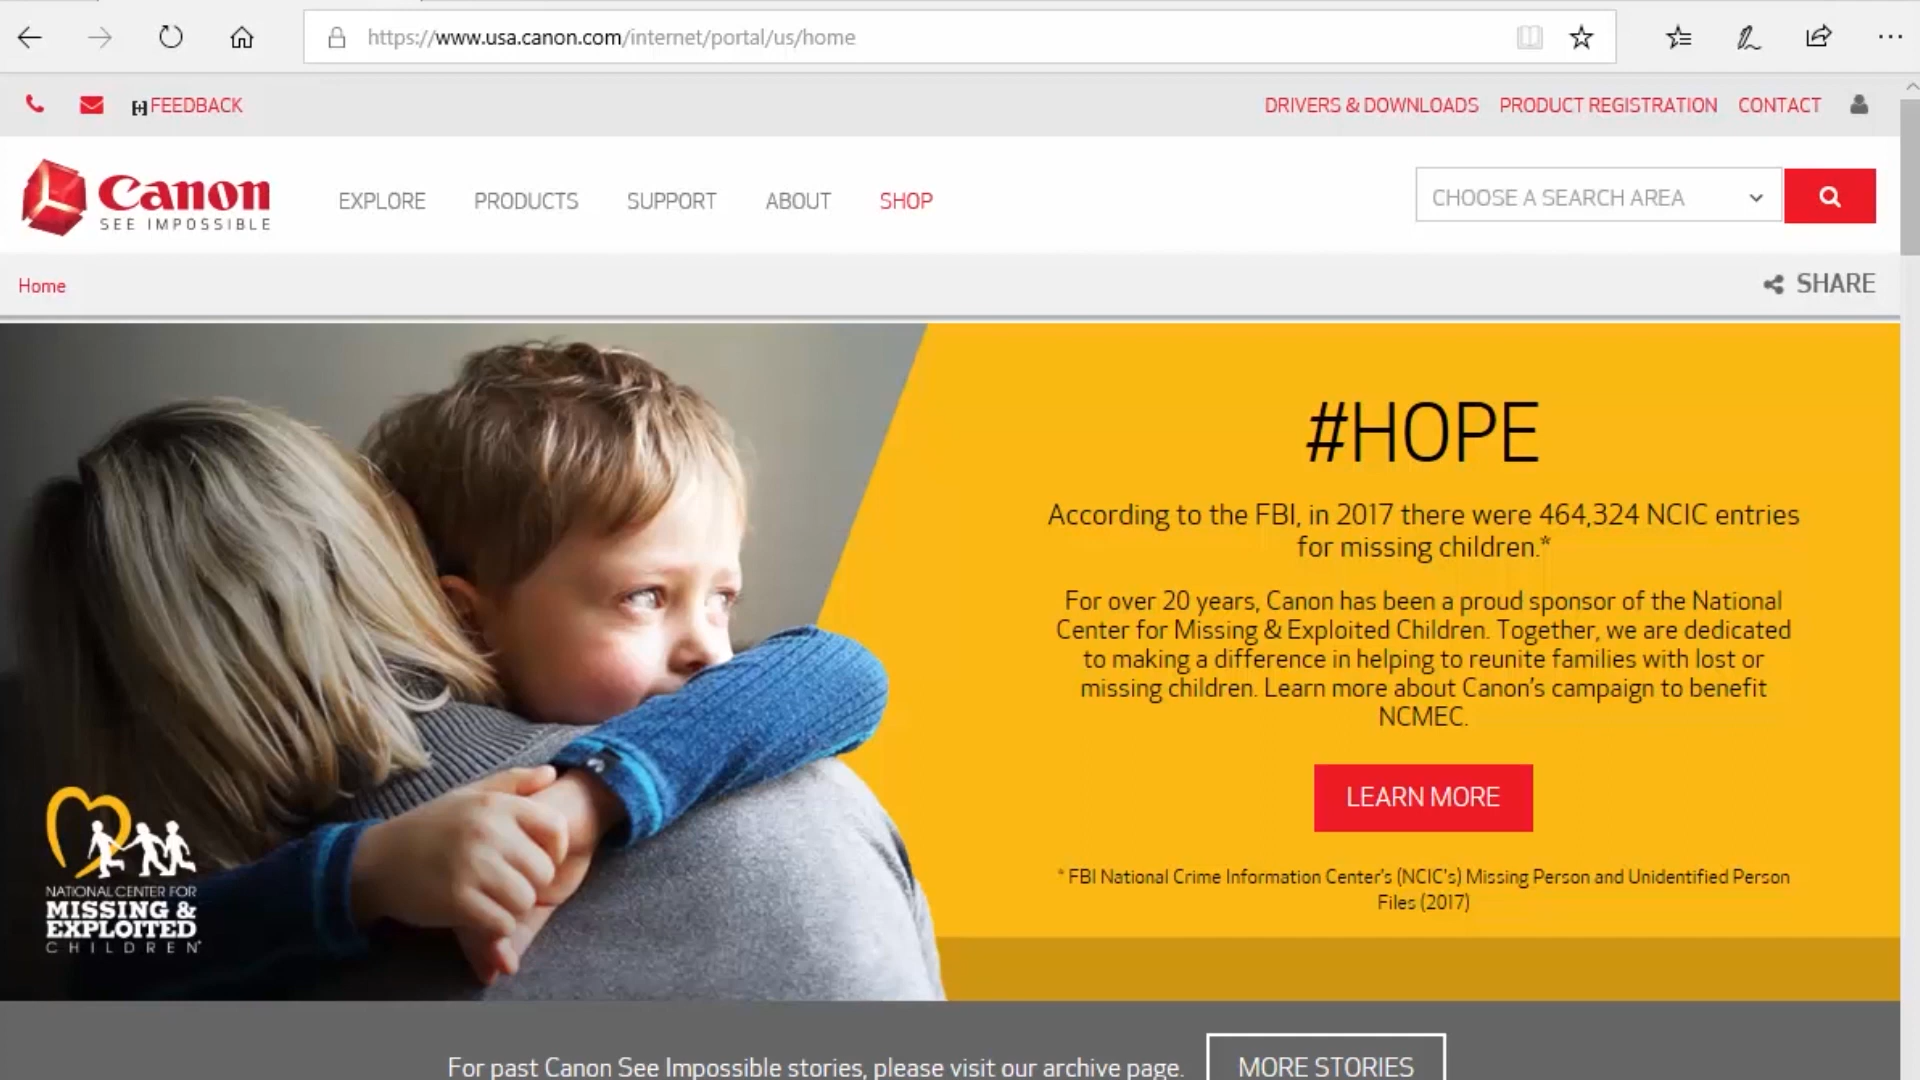 https://www.usa.canon.com/internet/portal/us/home
[+] FEEDBACK
DRIVERS & DOWNLOADS PRODUCT REGISTRATION CONTACT
Canon
SEE IMPOSSIBLE
EXPLORE PRODUCTS SUPPORT ABOUT SHOP
CHOOSE A SEARCH AREA
Home
SHARE
#HOPE
According to the FBI, in 2017 there were 464,324 NCIC entries
for missing children.*
For over 20 years, Canon has been a proud sponsor of the National
Center for Missing & Exploited Children. Together, we are dedicated
to making a difference in helping to reunite families with lost or
missing children. Learn more about Canon's campaign to benefit
NCMEC.
LEARN MORE
* FBI National Crime Information Center's (NCIC's) Missing Person and Unidentified Person
Files (2017)
NATIONAL CENTER FOR
MISSING &
EXPLOITED
CHILDREN
For past Canon See Impossible stories, please visit our archive page.
MORE STORIES